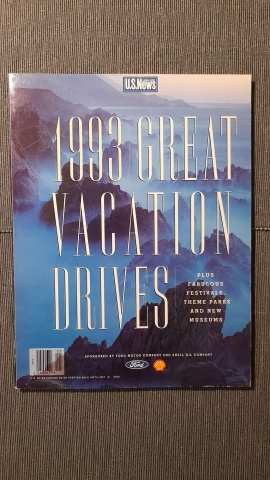 U.S. News
1993 GREAT
VACATION
DRIVES
PLUS
FABULOUS
FESTIVALS,
THEME PARKS
AND NEW
MUSEUMS
SPONSORED BY FORD MOTOR COMPANY AND SHELL OIL COMPANY
Ford